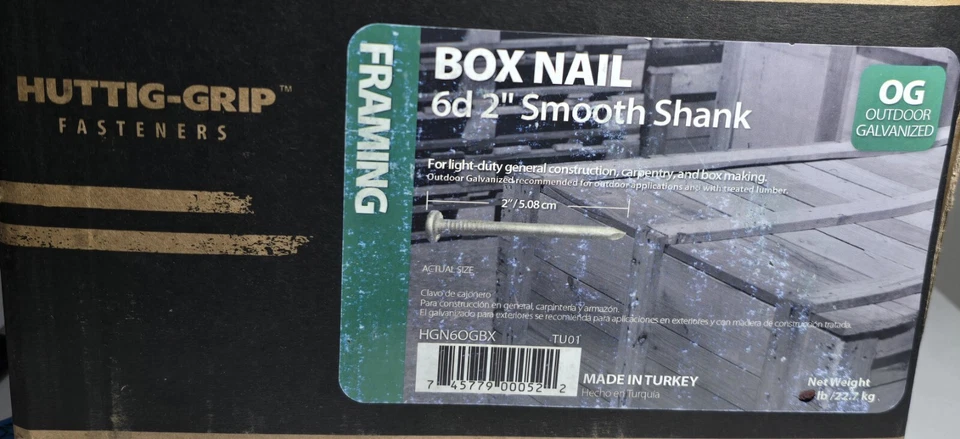 HUTTIG-GRIP™
FASTENERS
FRAMING
BOX NAIL
6d 2" Smooth Shank
OG
OUTDOOR
GALVANIZED
For light-duty general construction, carpentry, and box making.
Outdoor Galvanized recommended for outdoor applications and with treated lumber.
2"/5.08 cm
ACTUAL SIZE
Clavo de cajonero
Para construcción en general, carpintería y armazón.
El galvanizado para exteriores se recomienda para aplicaciones en exteriores y con madera de construcción tratada.
HGN6OGBX TU01
7 45779 00052 2
MADE IN TURKEY
Hecho en Turquía
Net Weight
lb /22.7 kg.